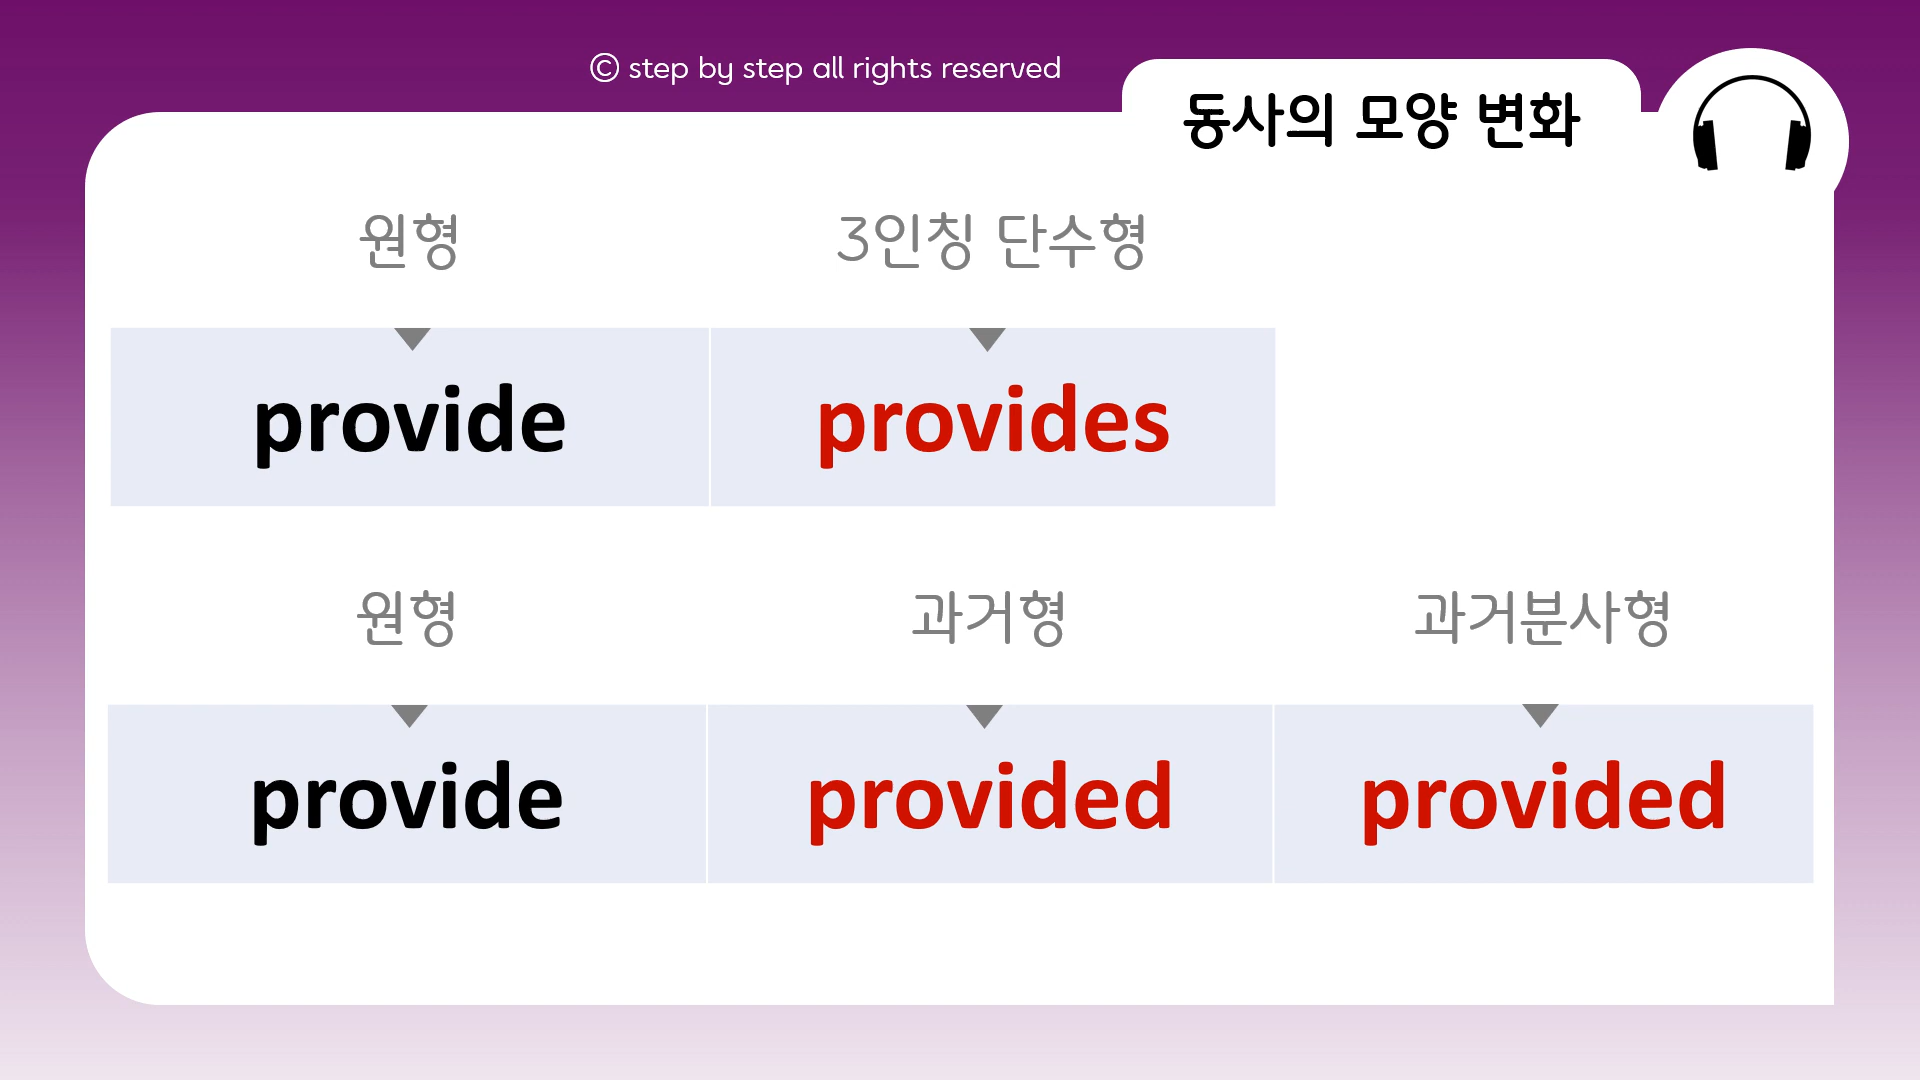 © step by step all rights reserved
동사의 모양 변화
원형 3인칭 단수형
provide provides
원형 과거형 과거분사형
provide provided provided